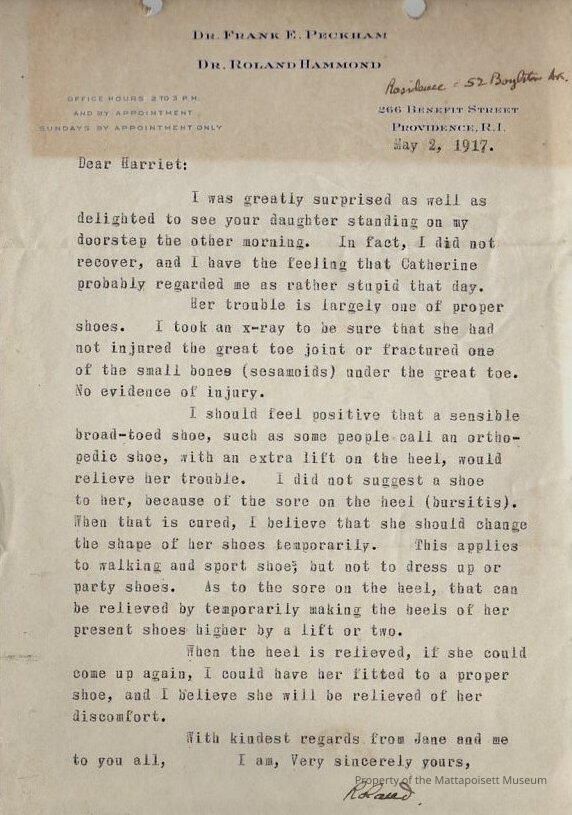 Dr. Frank E. Peckham
Dr. Roland Hammond
Residence - 52 Boylston Av.
OFFICE HOURS 2 TO 3 P.M.
AND BY APPOINTMENT
SUNDAYS BY APPOINTMENT ONLY
266 Benefit Street
Providence, R.I.
May 2, 1917.
Dear Harriet:
I was greatly surprised as well as
delighted to see your daughter standing on my
doorstep the other morning. In fact, I did not
recover, and I have the feeling that Catherine
probably regarded me as rather stupid that day.
Her trouble is largely one of proper
shoes. I took an x-ray to be sure that she had
not injured the great toe joint or fractured one
of the small bones (sesamoids) under the great toe.
No evidence of injury.
I should feel positive that a sensible
broad-toed shoe, such as some people call an ortho-
pedic shoe, with an extra lift on the heel, would
relieve her trouble. I did not suggest a shoe
to her, because of the sore on the heel (bursitis).
When that is cured, I believe that she should change
the shape of her shoes temporarily. This applies
to walking and sport shoe; but not to dress up or
party shoes. As to the sore on the heel, that can
be relieved by temporarily making the heels of her
present shoes higher by a lift or two.
When the heel is relieved, if she could
come up again, I could have her fitted to a proper
shoe, and I believe she will be relieved of her
discomfort.
With kindest regards from Jane and me
to you all, I am, Very sincerely yours,
Property of the Mattapoisett Museum
Roland.